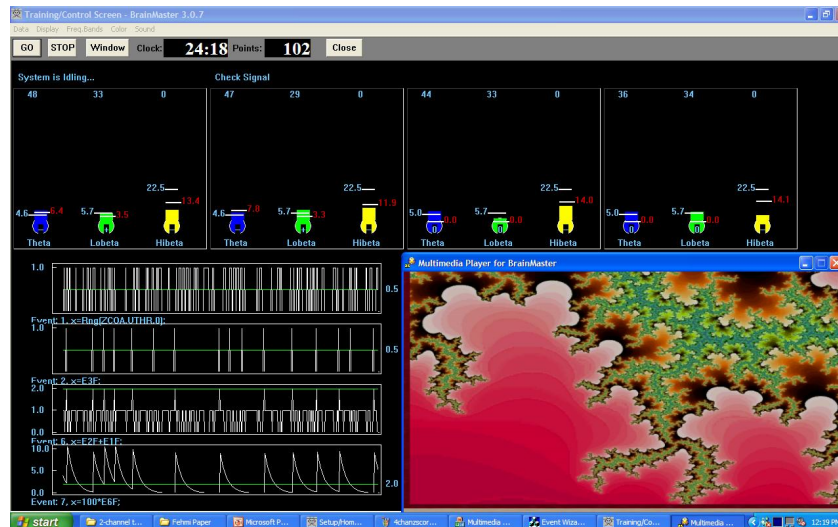 Training/Control Screen - BrainMaster 3.0.7
Data Display Freq.Bands Color Sound
GO STOP Window Clock: 24:18 Points: 102 Close
System is Idling... Check Signal
48 33 0 47 29 0 44 33 0 36 34 0
22.5 22.5 22.5 22.5
13.4 11.9 14.0 14.1
4.6 6.4 5.7 3.5 4.6 7.8 5.7 3.3 5.0 0.0 5.7 0.0 5.0 0.0 5.7 0.0
Theta Lobeta Hibeta Theta Lobeta Hibeta Theta Lobeta Hibeta Theta Lobeta Hibeta
Multimedia Player for BrainMaster
1.0
0.5
Event: 1, x=Rng(ZCOA,UTHR,0);
1.0
0.5
Event: 2, x=E3F;
2.0
1.0
0.0
Event: 6, x=E2F+E1F;
10.0
5.0
2.0
0.0
Event: 7, x=100*E6F;
start 2-channel t... Fehmi Paper Microsoft P... Setup/Hom... 4chanzscor... Multimedia ... Event Wiza... Training/Co... Multimedia ... 12:19 PM